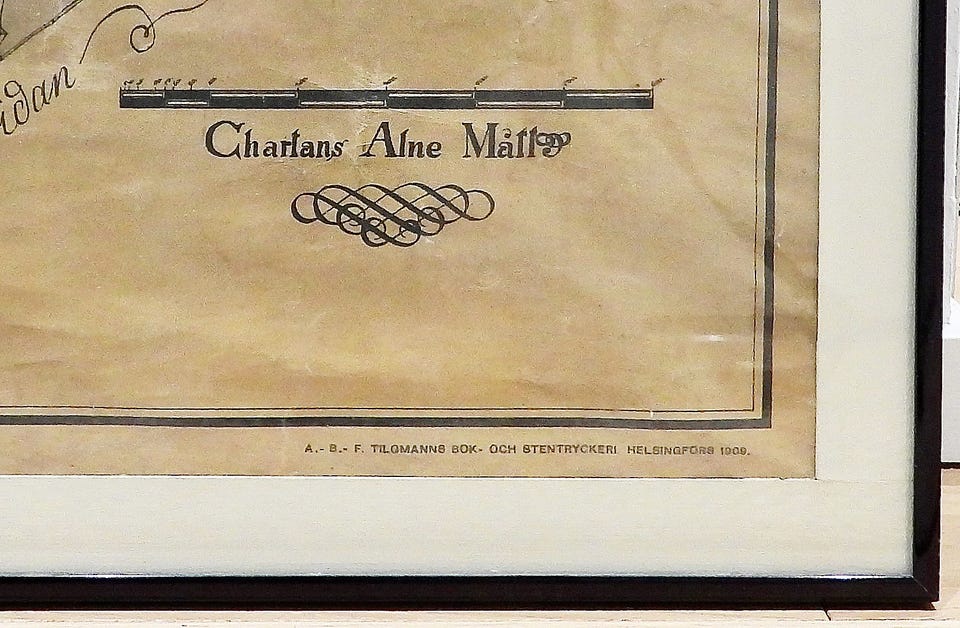 idan
Chartans Alne Mått
A.- B.- F. TILGMANNS BOK- OCH STENTRYCKERI HELSINGFORS 1909.